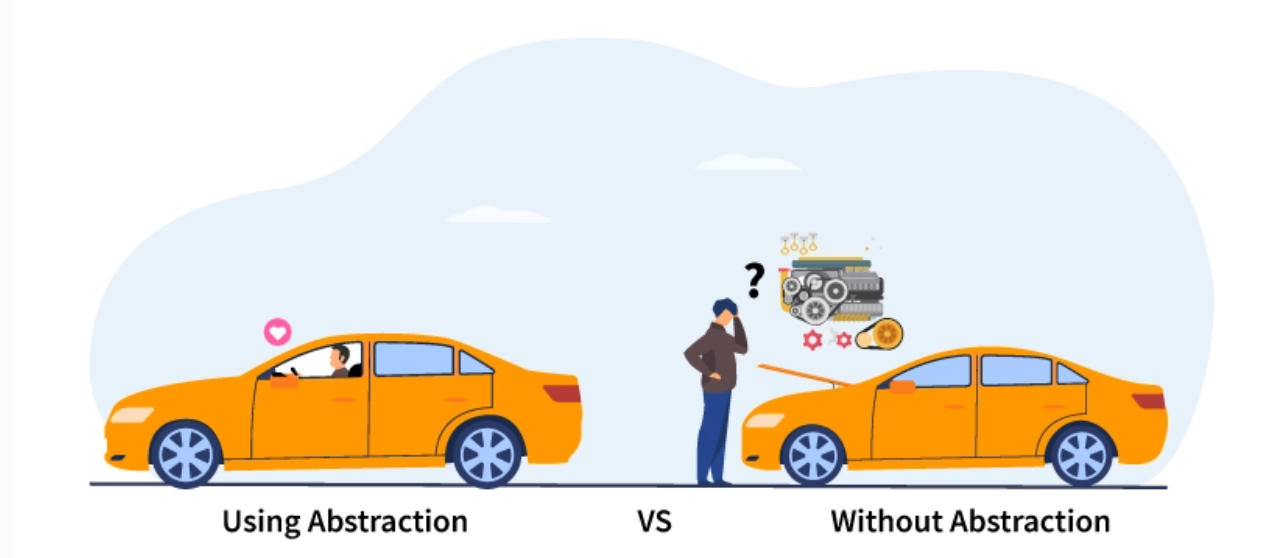 ?
Using Abstraction
VS
Without Abstraction